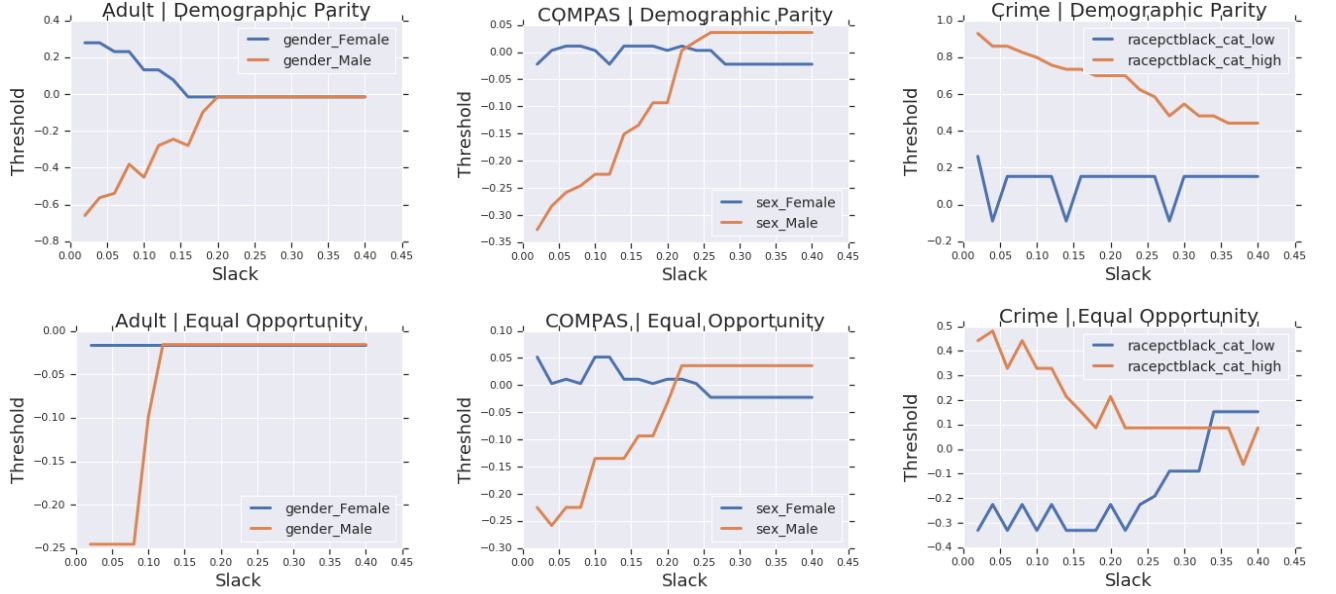 Adult | Demographic Parity
0.4
0.2
0.0
−0.2
−0.4
−0.6
−0.8
Threshold
gender_Female
gender_Male
0.00 0.05 0.10 0.15 0.20 0.25 0.30 0.35 0.40 0.45
Slack
COMPAS | Demographic Parity
0.05
0.00
−0.05
−0.10
−0.15
−0.20
−0.25
−0.30
−0.35
Threshold
sex_Female
sex_Male
0.00 0.05 0.10 0.15 0.20 0.25 0.30 0.35 0.40 0.45
Slack
Crime | Demographic Parity
1.0
0.8
0.6
0.4
0.2
0.0
−0.2
Threshold
racepctblack_cat_low
racepctblack_cat_high
0.00 0.05 0.10 0.15 0.20 0.25 0.30 0.35 0.40 0.45
Slack
Adult | Equal Opportunity
0.00
−0.05
−0.10
−0.15
−0.20
−0.25
Threshold
gender_Female
gender_Male
0.00 0.05 0.10 0.15 0.20 0.25 0.30 0.35 0.40 0.45
Slack
COMPAS | Equal Opportunity
0.10
0.05
0.00
−0.05
−0.10
−0.15
−0.20
−0.25
−0.30
Threshold
sex_Female
sex_Male
0.00 0.05 0.10 0.15 0.20 0.25 0.30 0.35 0.40 0.45
Slack
Crime | Equal Opportunity
0.5
0.4
0.3
0.2
0.1
0.0
−0.1
−0.2
−0.3
−0.4
Threshold
racepctblack_cat_low
racepctblack_cat_high
0.00 0.05 0.10 0.15 0.20 0.25 0.30 0.35 0.40 0.45
Slack